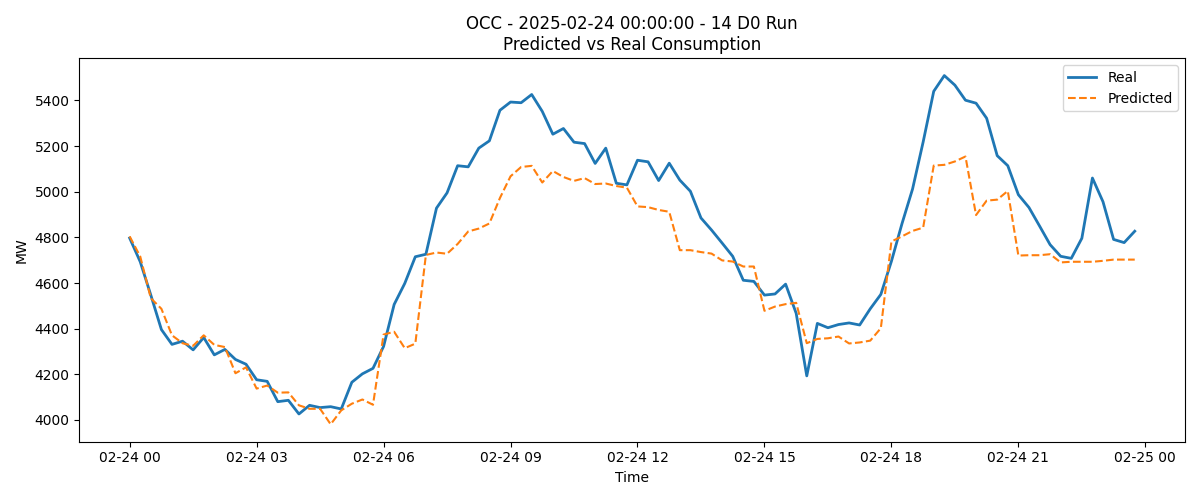 OCC - 2025-02-24 00:00:00 - 14 D0 Run
Predicted vs Real Consumption
Real
Predicted
MW
5400
5200
5000
4800
4600
4400
4200
4000
02-24 00
02-24 03
02-24 06
02-24 09
02-24 12
02-24 15
02-24 18
02-24 21
02-25 00
Time